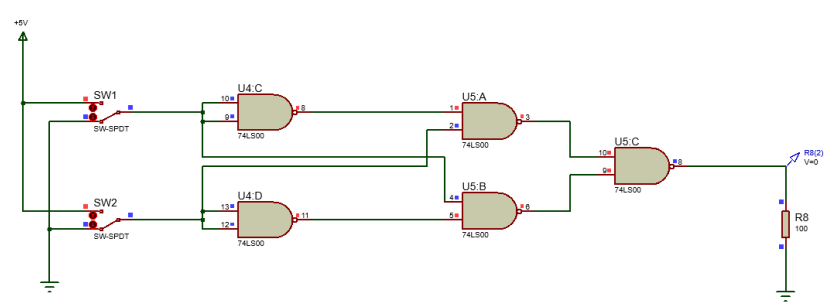 +5V
SW1
SW-SPDT
U4:C
10
9
8
74LS00
U5:A
1
2
3
74LS00
U5:C
10
9
8
74LS00
R8(2)
V=0
SW2
SW-SPDT
U4:D
13
12
11
74LS00
U5:B
4
5
6
74LS00
R8
100